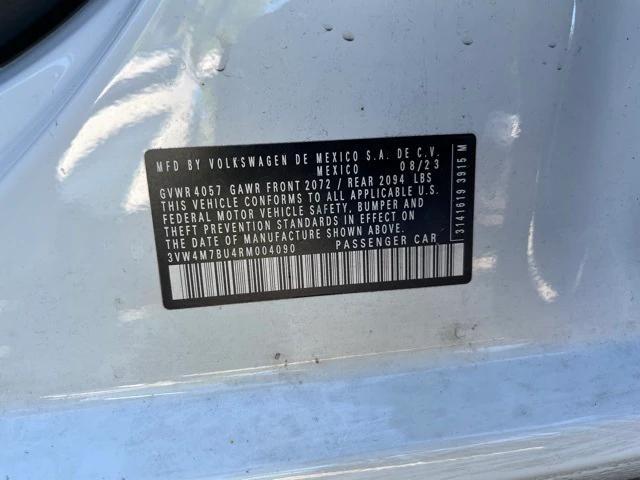 MFD BY VOLKSWAGEN DE MEXICO S.A. DE C.V.
MEXICO 08/23
GVWR 4057 GAWR FRONT 2072 / REAR 2094 LBS
THIS VEHICLE CONFORMS TO ALL APPLICABLE U.S.
FEDERAL MOTOR VEHICLE SAFETY, BUMPER AND
THEFT PREVENTION STANDARDS IN EFFECT ON
THE DATE OF MANUFACTURE SHOWN ABOVE.
3VW4M7BU4RM004090 PASSENGER CAR
3141619 3915 M